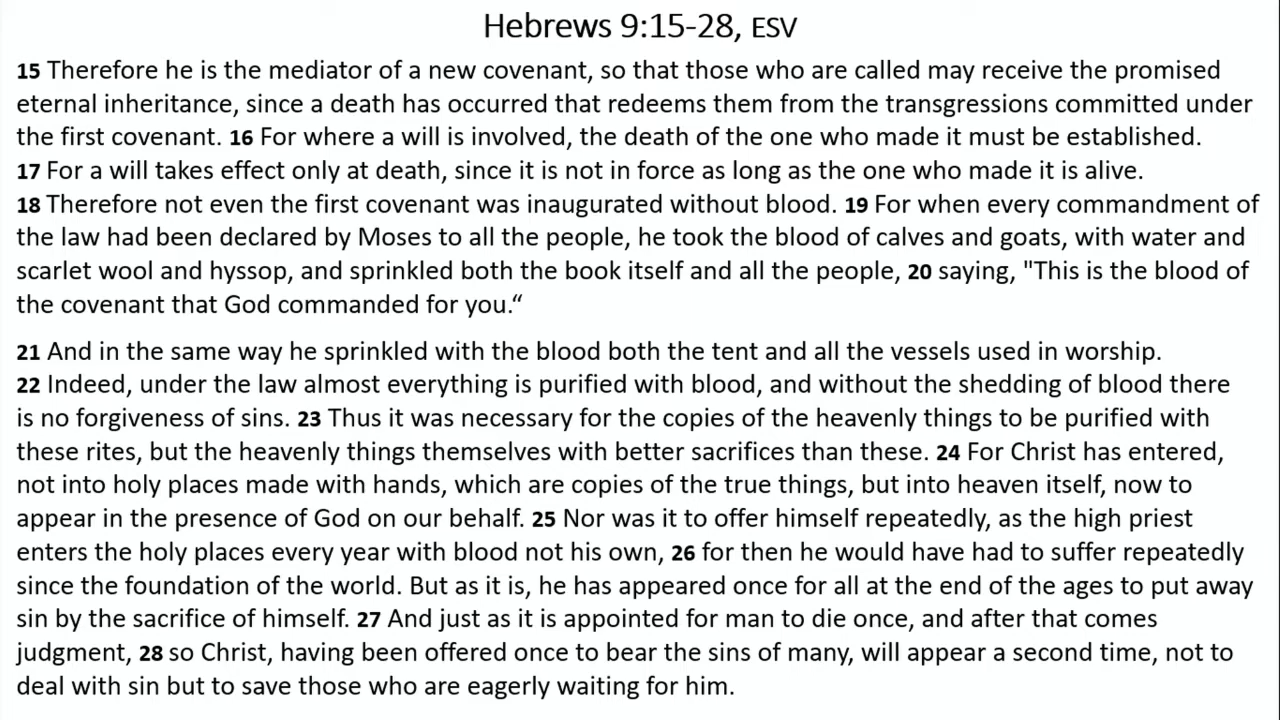 Hebrews 9:15-28, ESV
15 Therefore he is the mediator of a new covenant, so that those who are called may receive the promised
eternal inheritance, since a death has occurred that redeems them from the transgressions committed under
the first covenant. 16 For where a will is involved, the death of the one who made it must be established.
17 For a will takes effect only at death, since it is not in force as long as the one who made it is alive.
18 Therefore not even the first covenant was inaugurated without blood. 19 For when every commandment of
the law had been declared by Moses to all the people, he took the blood of calves and goats, with water and
scarlet wool and hyssop, and sprinkled both the book itself and all the people, 20 saying, "This is the blood of
the covenant that God commanded for you.“
21 And in the same way he sprinkled with the blood both the tent and all the vessels used in worship.
22 Indeed, under the law almost everything is purified with blood, and without the shedding of blood there
is no forgiveness of sins. 23 Thus it was necessary for the copies of the heavenly things to be purified with
these rites, but the heavenly things themselves with better sacrifices than these. 24 For Christ has entered,
not into holy places made with hands, which are copies of the true things, but into heaven itself, now to
appear in the presence of God on our behalf. 25 Nor was it to offer himself repeatedly, as the high priest
enters the holy places every year with blood not his own, 26 for then he would have had to suffer repeatedly
since the foundation of the world. But as it is, he has appeared once for all at the end of the ages to put away
sin by the sacrifice of himself. 27 And just as it is appointed for man to die once, and after that comes
judgment, 28 so Christ, having been offered once to bear the sins of many, will appear a second time, not to
deal with sin but to save those who are eagerly waiting for him.